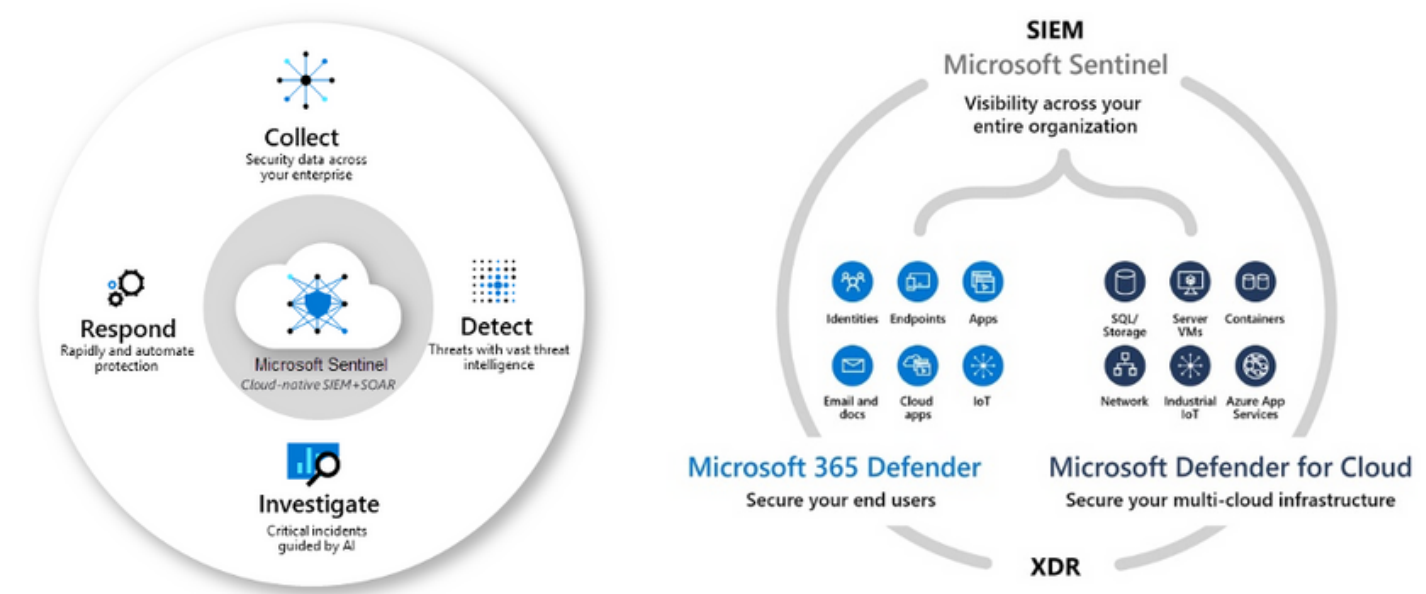 Collect
Security data across
your enterprise
Respond
Rapidly and automate
protection
Microsoft Sentinel
Cloud-native SIEM+SOAR
Detect
Threats with vast threat
intelligence
Investigate
Critical incidents
guided by AI
SIEM
Microsoft Sentinel
Visibility across your
entire organization
Identities
Endpoints
Apps
Email and
docs
Cloud
apps
IoT
SQL/
Storage
Server
VMs
Containers
Network
Industrial
IoT
Azure App
Services
Microsoft 365 Defender
Secure your end users
Microsoft Defender for Cloud
Secure your multi-cloud infrastructure
XDR